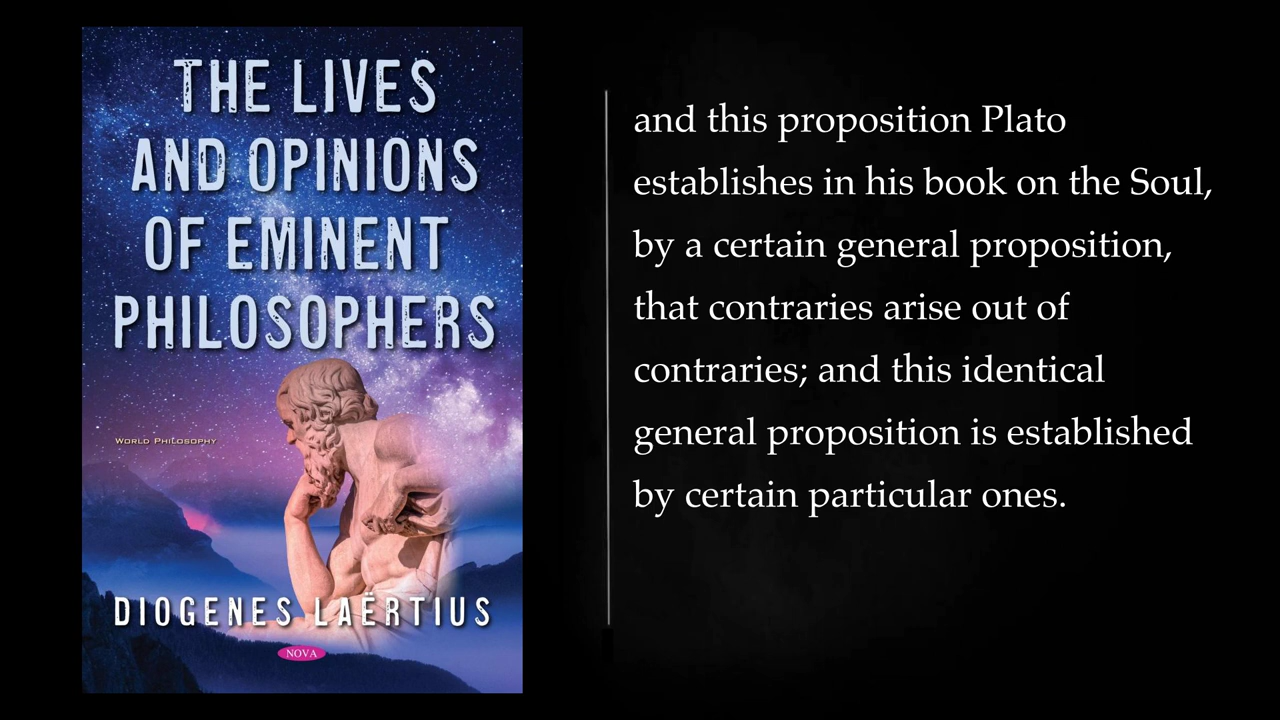 THE LIVES
AND OPINIONS
OF EMINENT
PHILOSOPHERS
WORLD PHILOSOPHY
DIOGENES LAËRTIUS
NOVA
and this proposition Plato
establishes in his book on the Soul,
by a certain general proposition,
that contraries arise out of
contraries; and this identical
general proposition is established
by certain particular ones.